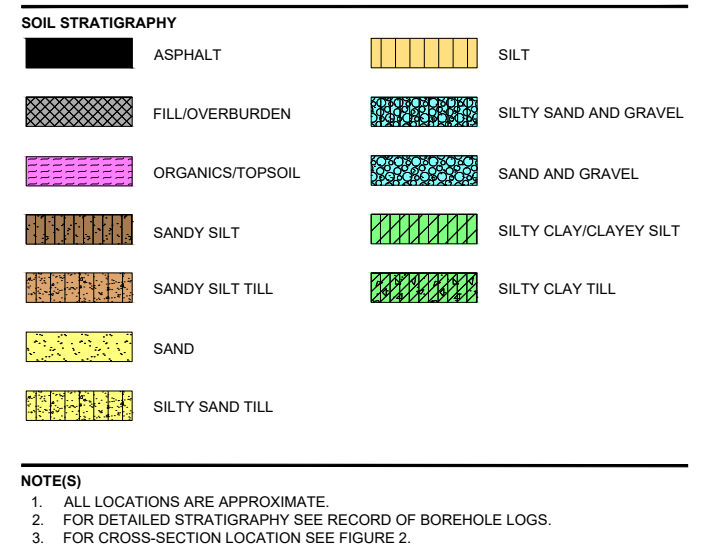 SOIL STRATIGRAPHY
ASPHALT
FILL/OVERBURDEN
ORGANICS/TOPSOIL
SANDY SILT
SANDY SILT TILL
SAND
SILTY SAND TILL
SILT
SILTY SAND AND GRAVEL
SAND AND GRAVEL
SILTY CLAY/CLAYEY SILT
SILTY CLAY TILL
NOTE(S)
1. ALL LOCATIONS ARE APPROXIMATE.
2. FOR DETAILED STRATIGRAPHY SEE RECORD OF BOREHOLE LOGS.
3. FOR CROSS-SECTION LOCATION SEE FIGURE 2.